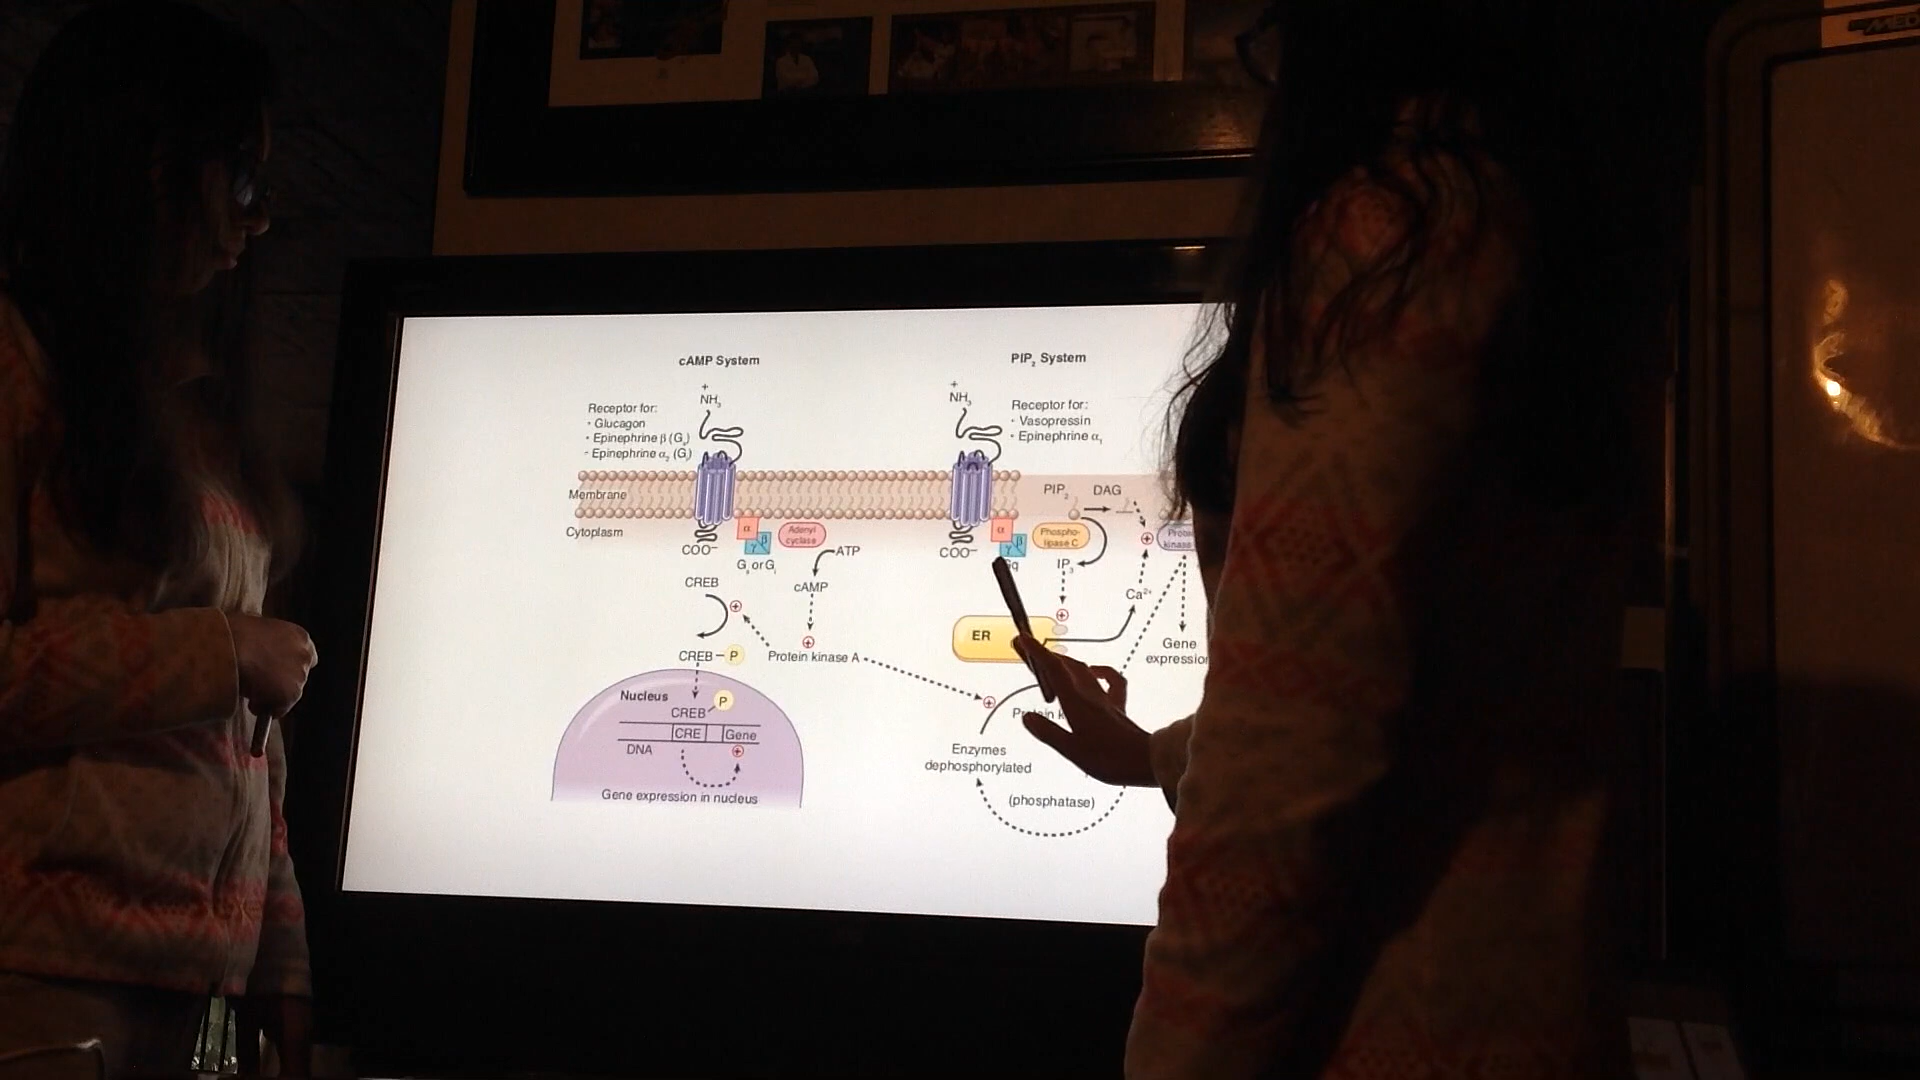 cAMP System
+
NH3
Receptor for:
· Glucagon
· Epinephrine β (Gs)
- Epinephrine α2 (Gi)
Membrane
Cytoplasm
COO−
α
β
γ
Gs or Gi
Adenyl
cyclase
ATP
cAMP
CREB
+
+
CREB — P
Protein kinase A
Nucleus
P
CREB
CRE
Gene
DNA
+
Gene expression in nucleus
PIP2 System
+
NH3
Receptor for:
· Vasopressin
· Epinephrine α1
PIP2
DAG
COO−
α
β
γ
Gq
Phospho-
lipase C
IP3
+
kinase
+
Ca2+
ER
Gene
+
Enzymes
dephosphorylated
(phosphatase)